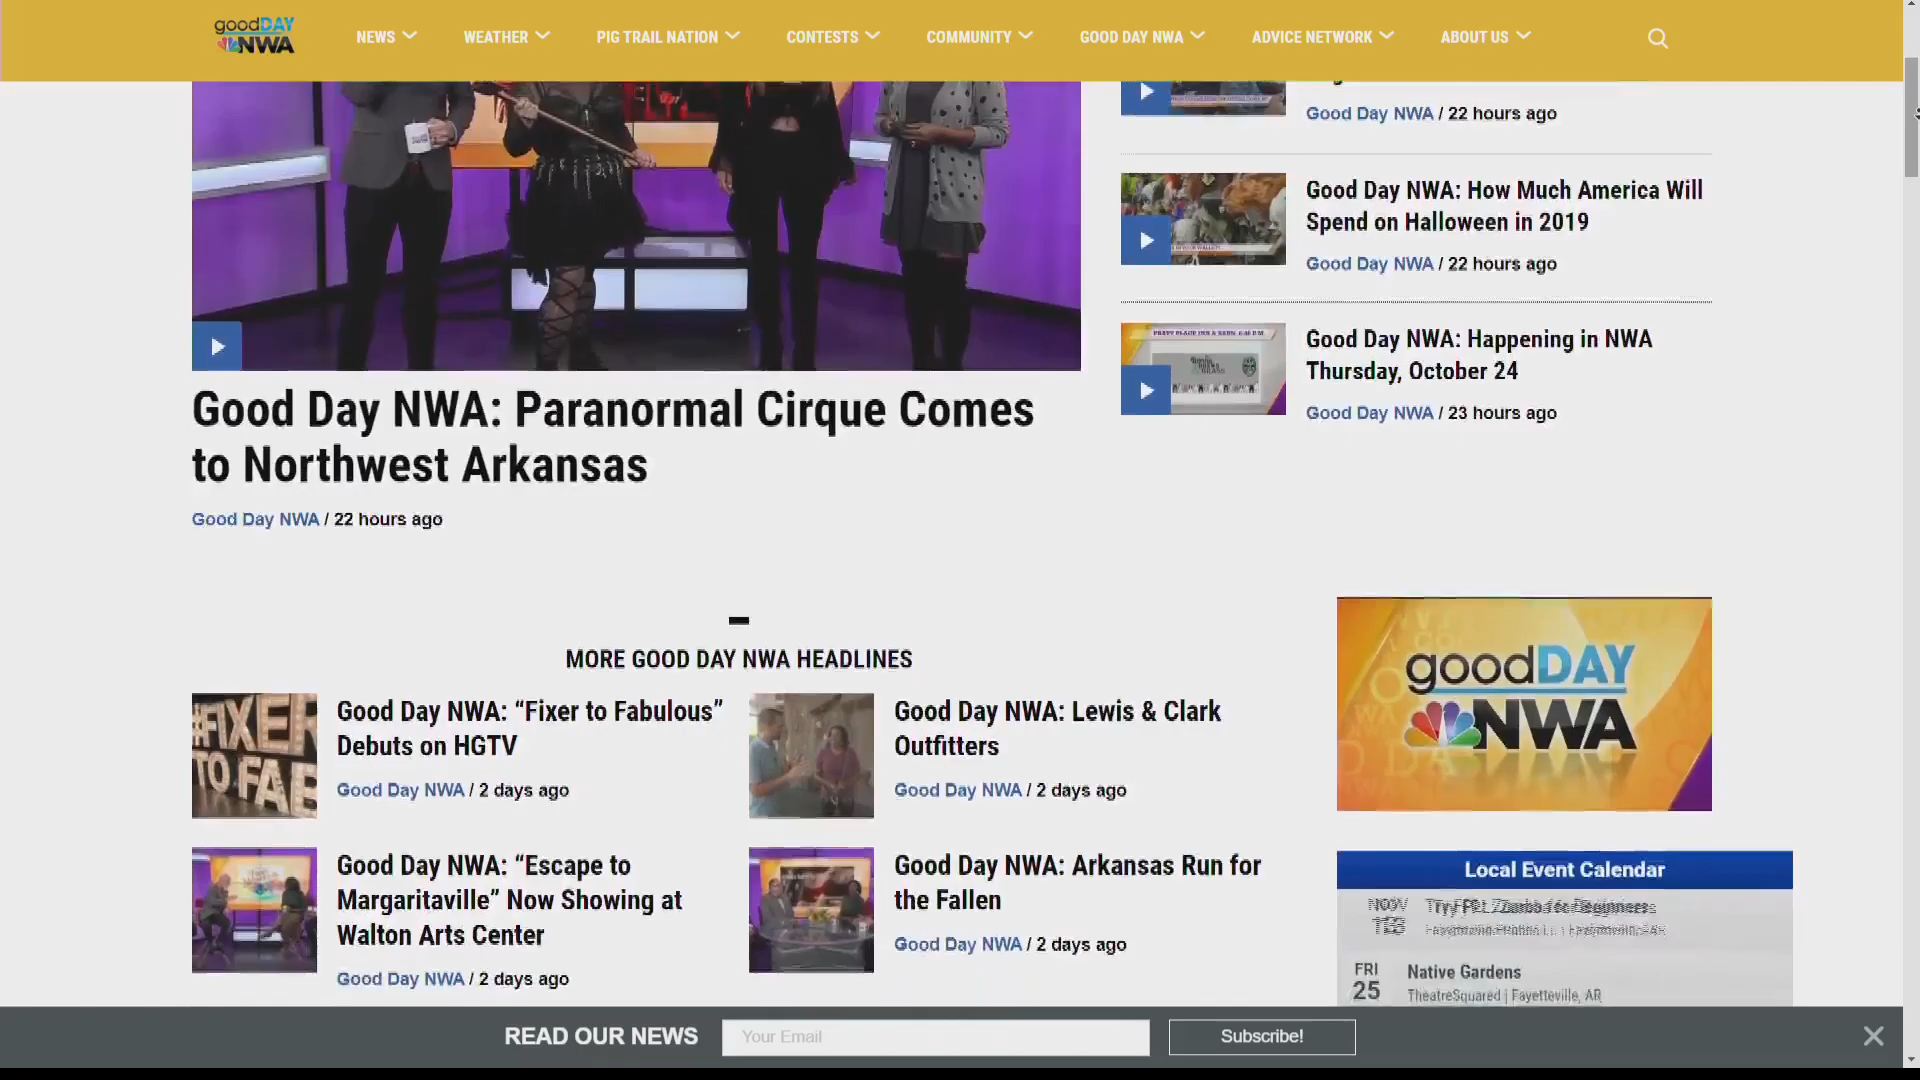 goodDAY
NWA
NEWS
WEATHER
PIG TRAIL NATION
CONTESTS
COMMUNITY
GOOD DAY NWA
ADVICE NETWORK
ABOUT US
Good Day NWA / 22 hours ago
Good Day NWA: How Much America Will
Spend on Halloween in 2019
Good Day NWA / 22 hours ago
Good Day NWA: Happening in NWA
Thursday, October 24
Good Day NWA / 23 hours ago
Good Day NWA: Paranormal Cirque Comes
to Northwest Arkansas
Good Day NWA / 22 hours ago
MORE GOOD DAY NWA HEADLINES
#FIXER
TO FAB
Good Day NWA: “Fixer to Fabulous”
Debuts on HGTV
Good Day NWA / 2 days ago
Good Day NWA: Lewis & Clark
Outfitters
Good Day NWA / 2 days ago
Good Day NWA: “Escape to
Margaritaville” Now Showing at
Walton Arts Center
Good Day NWA / 2 days ago
Good Day NWA: Arkansas Run for
the Fallen
Good Day NWA / 2 days ago
goodDAY
NWA
Local Event Calendar
FRI
25
Native Gardens
TheatreSquared | Fayetteville, AR
READ OUR NEWS
Your Email
Subscribe!